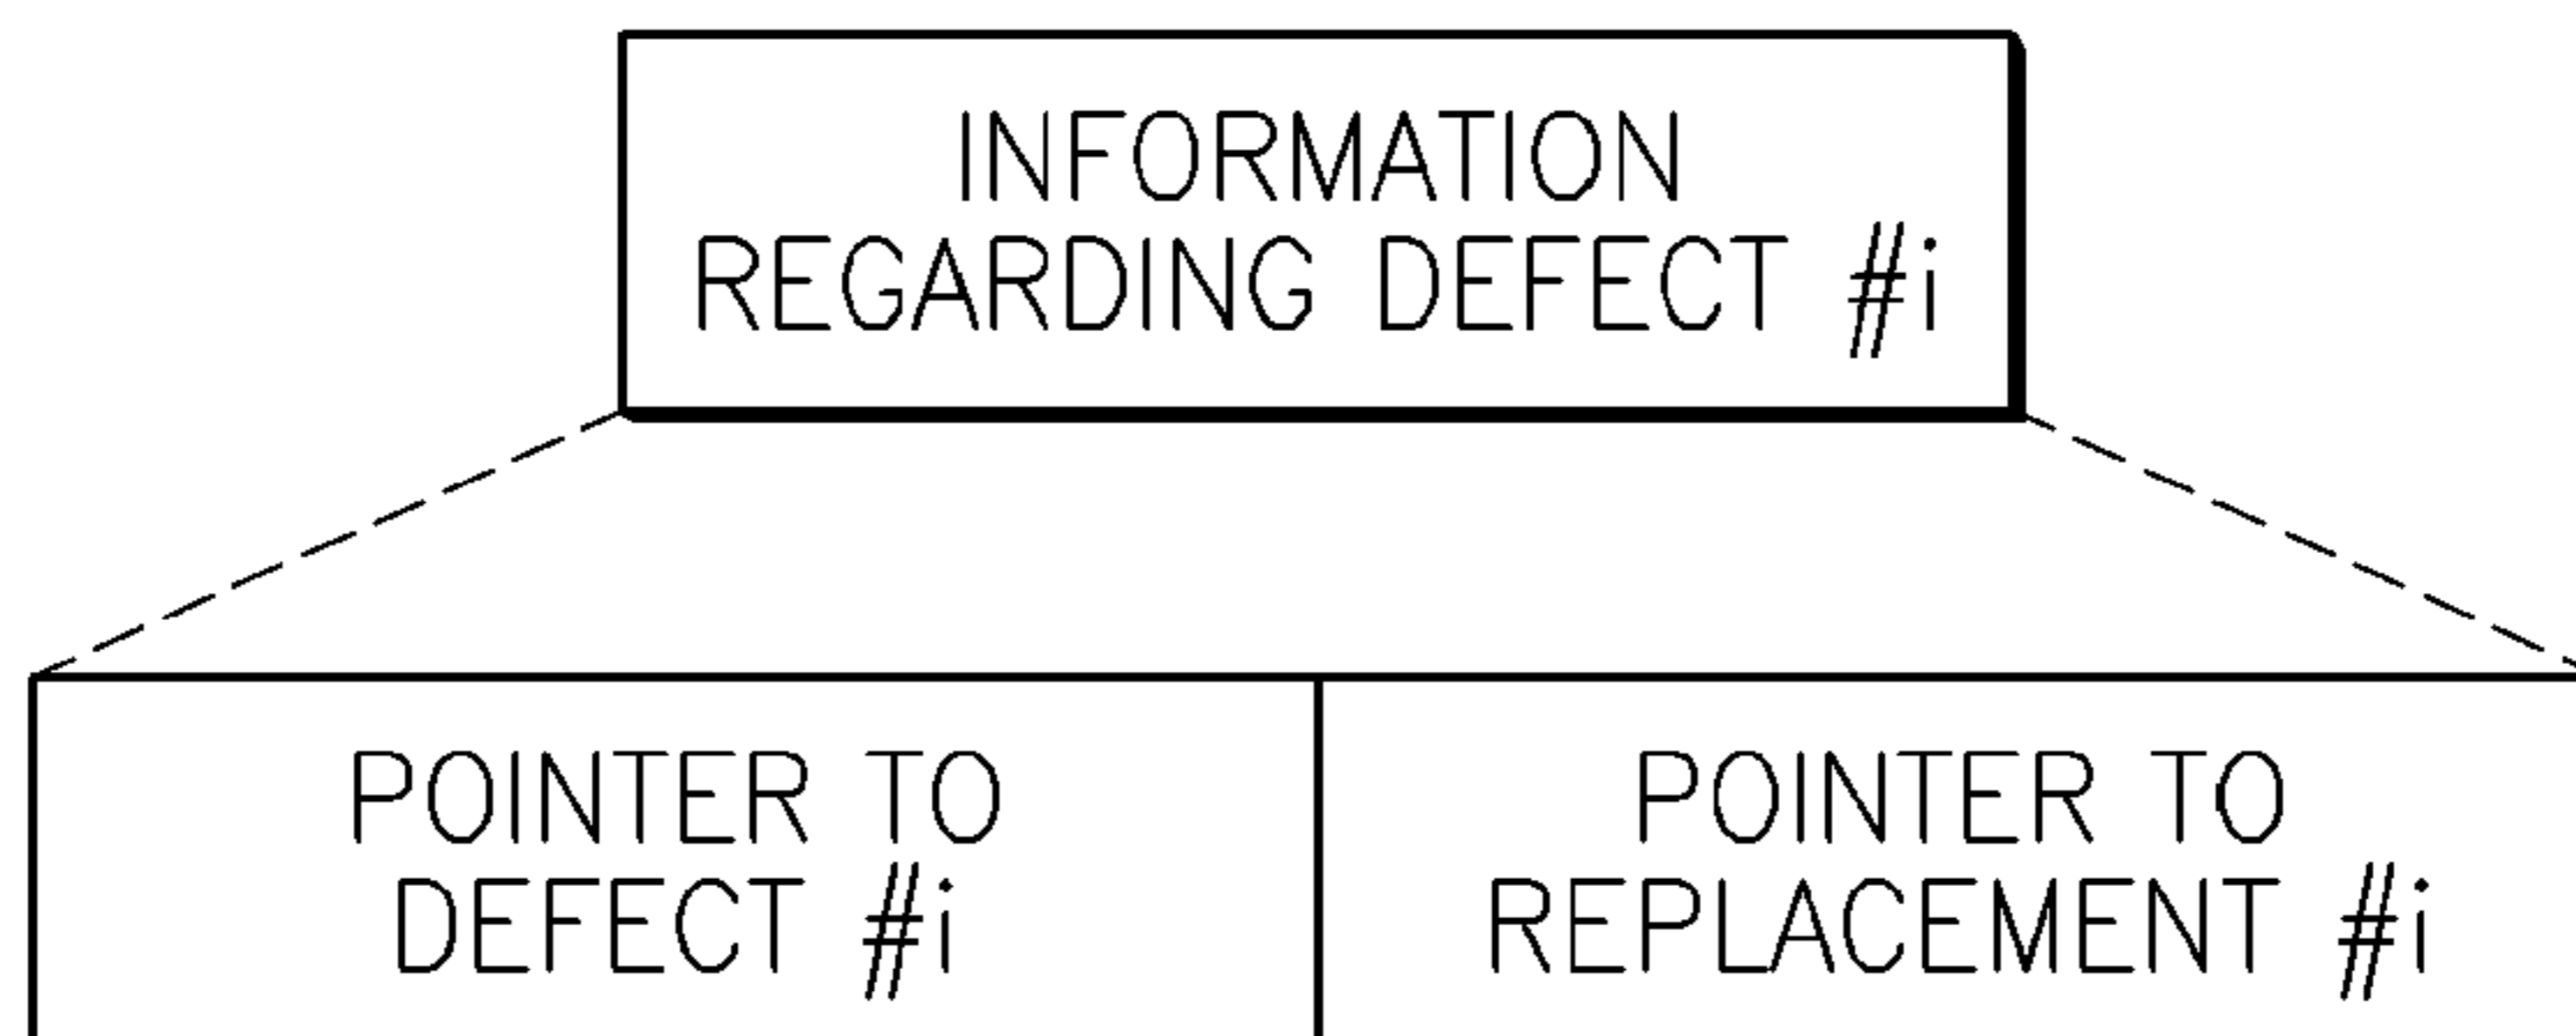 INFORMATION
REGARDING DEFECT #i
POINTER TO
DEFECT #i
POINTER TO
REPLACEMENT #i